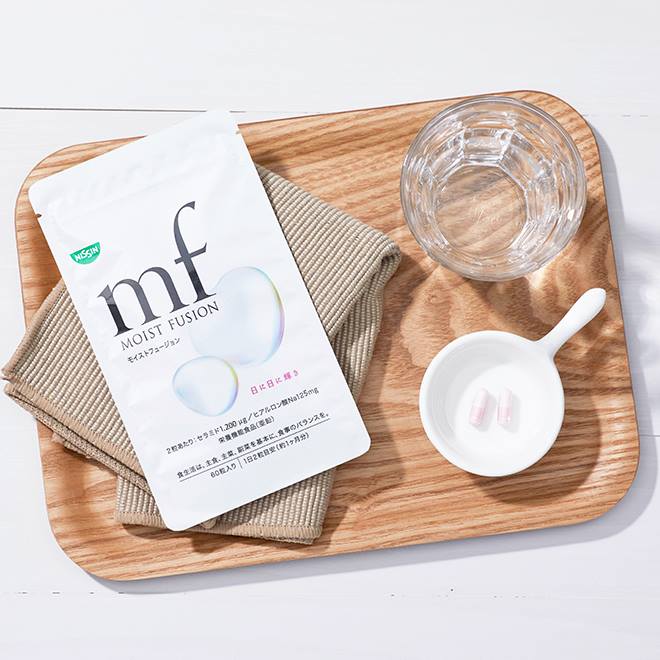 NISSIN
mf
MOIST FUSION
モイストフュージョン
日に日に輝き
2粒あたり:セラミド1,200μg/ヒアルロン酸Na125mg
栄養機能食品(亜鉛)
食生活は、主食、主菜、副菜を基本に、食事のバランスを。
60粒入り 1日2粒目安(約1ヶ月分)